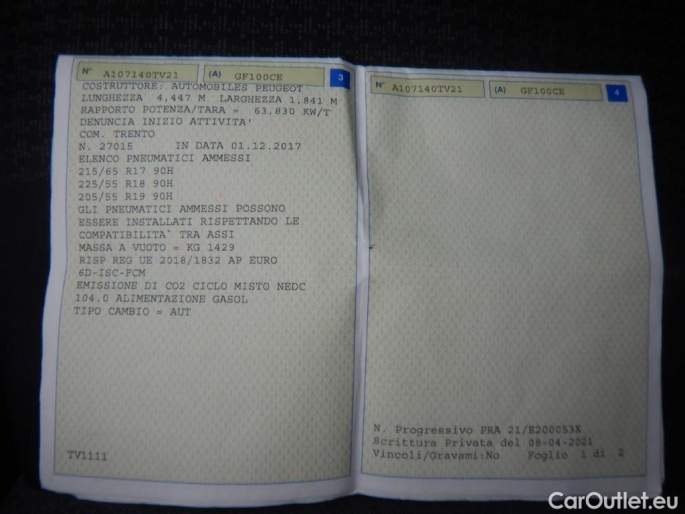 N° A107140TV21 (A) GF100CE 3
COSTRUTTORE: AUTOMOBILES PEUGEOT
LUNGHEZZA 4,447 M LARGHEZZA 1,841 M
RAPPORTO POTENZA/TARA = 63,830 KW/T
DENUNCIA INIZIO ATTIVITA'
COM. TRENTO
N. 27015 IN DATA 01.12.2017
ELENCO PNEUMATICI AMMESSI
215/65 R17 90H
225/55 R18 90H
205/55 R19 90H
GLI PNEUMATICI AMMESSI POSSONO
ESSERE INSTALLATI RISPETTANDO LE
COMPATIBILITA` TRA ASSI
MASSA A VUOTO = KG 1429
RISP REG UE 2018/1832 AP EURO
6D-ISC-FCM
EMISSIONE DI CO2 CICLO MISTO NEDC
104,0 ALIMENTAZIONE GASOL
TIPO CAMBIO = AUT
TV1111
N° A107140TV21 (A) GF100CE 4
N. Progressivo PRA 21/E200053X
Scrittura Privata del 08-04-2021
Vincoli/Gravami:No Foglio 1 di 2
CarOutlet.eu